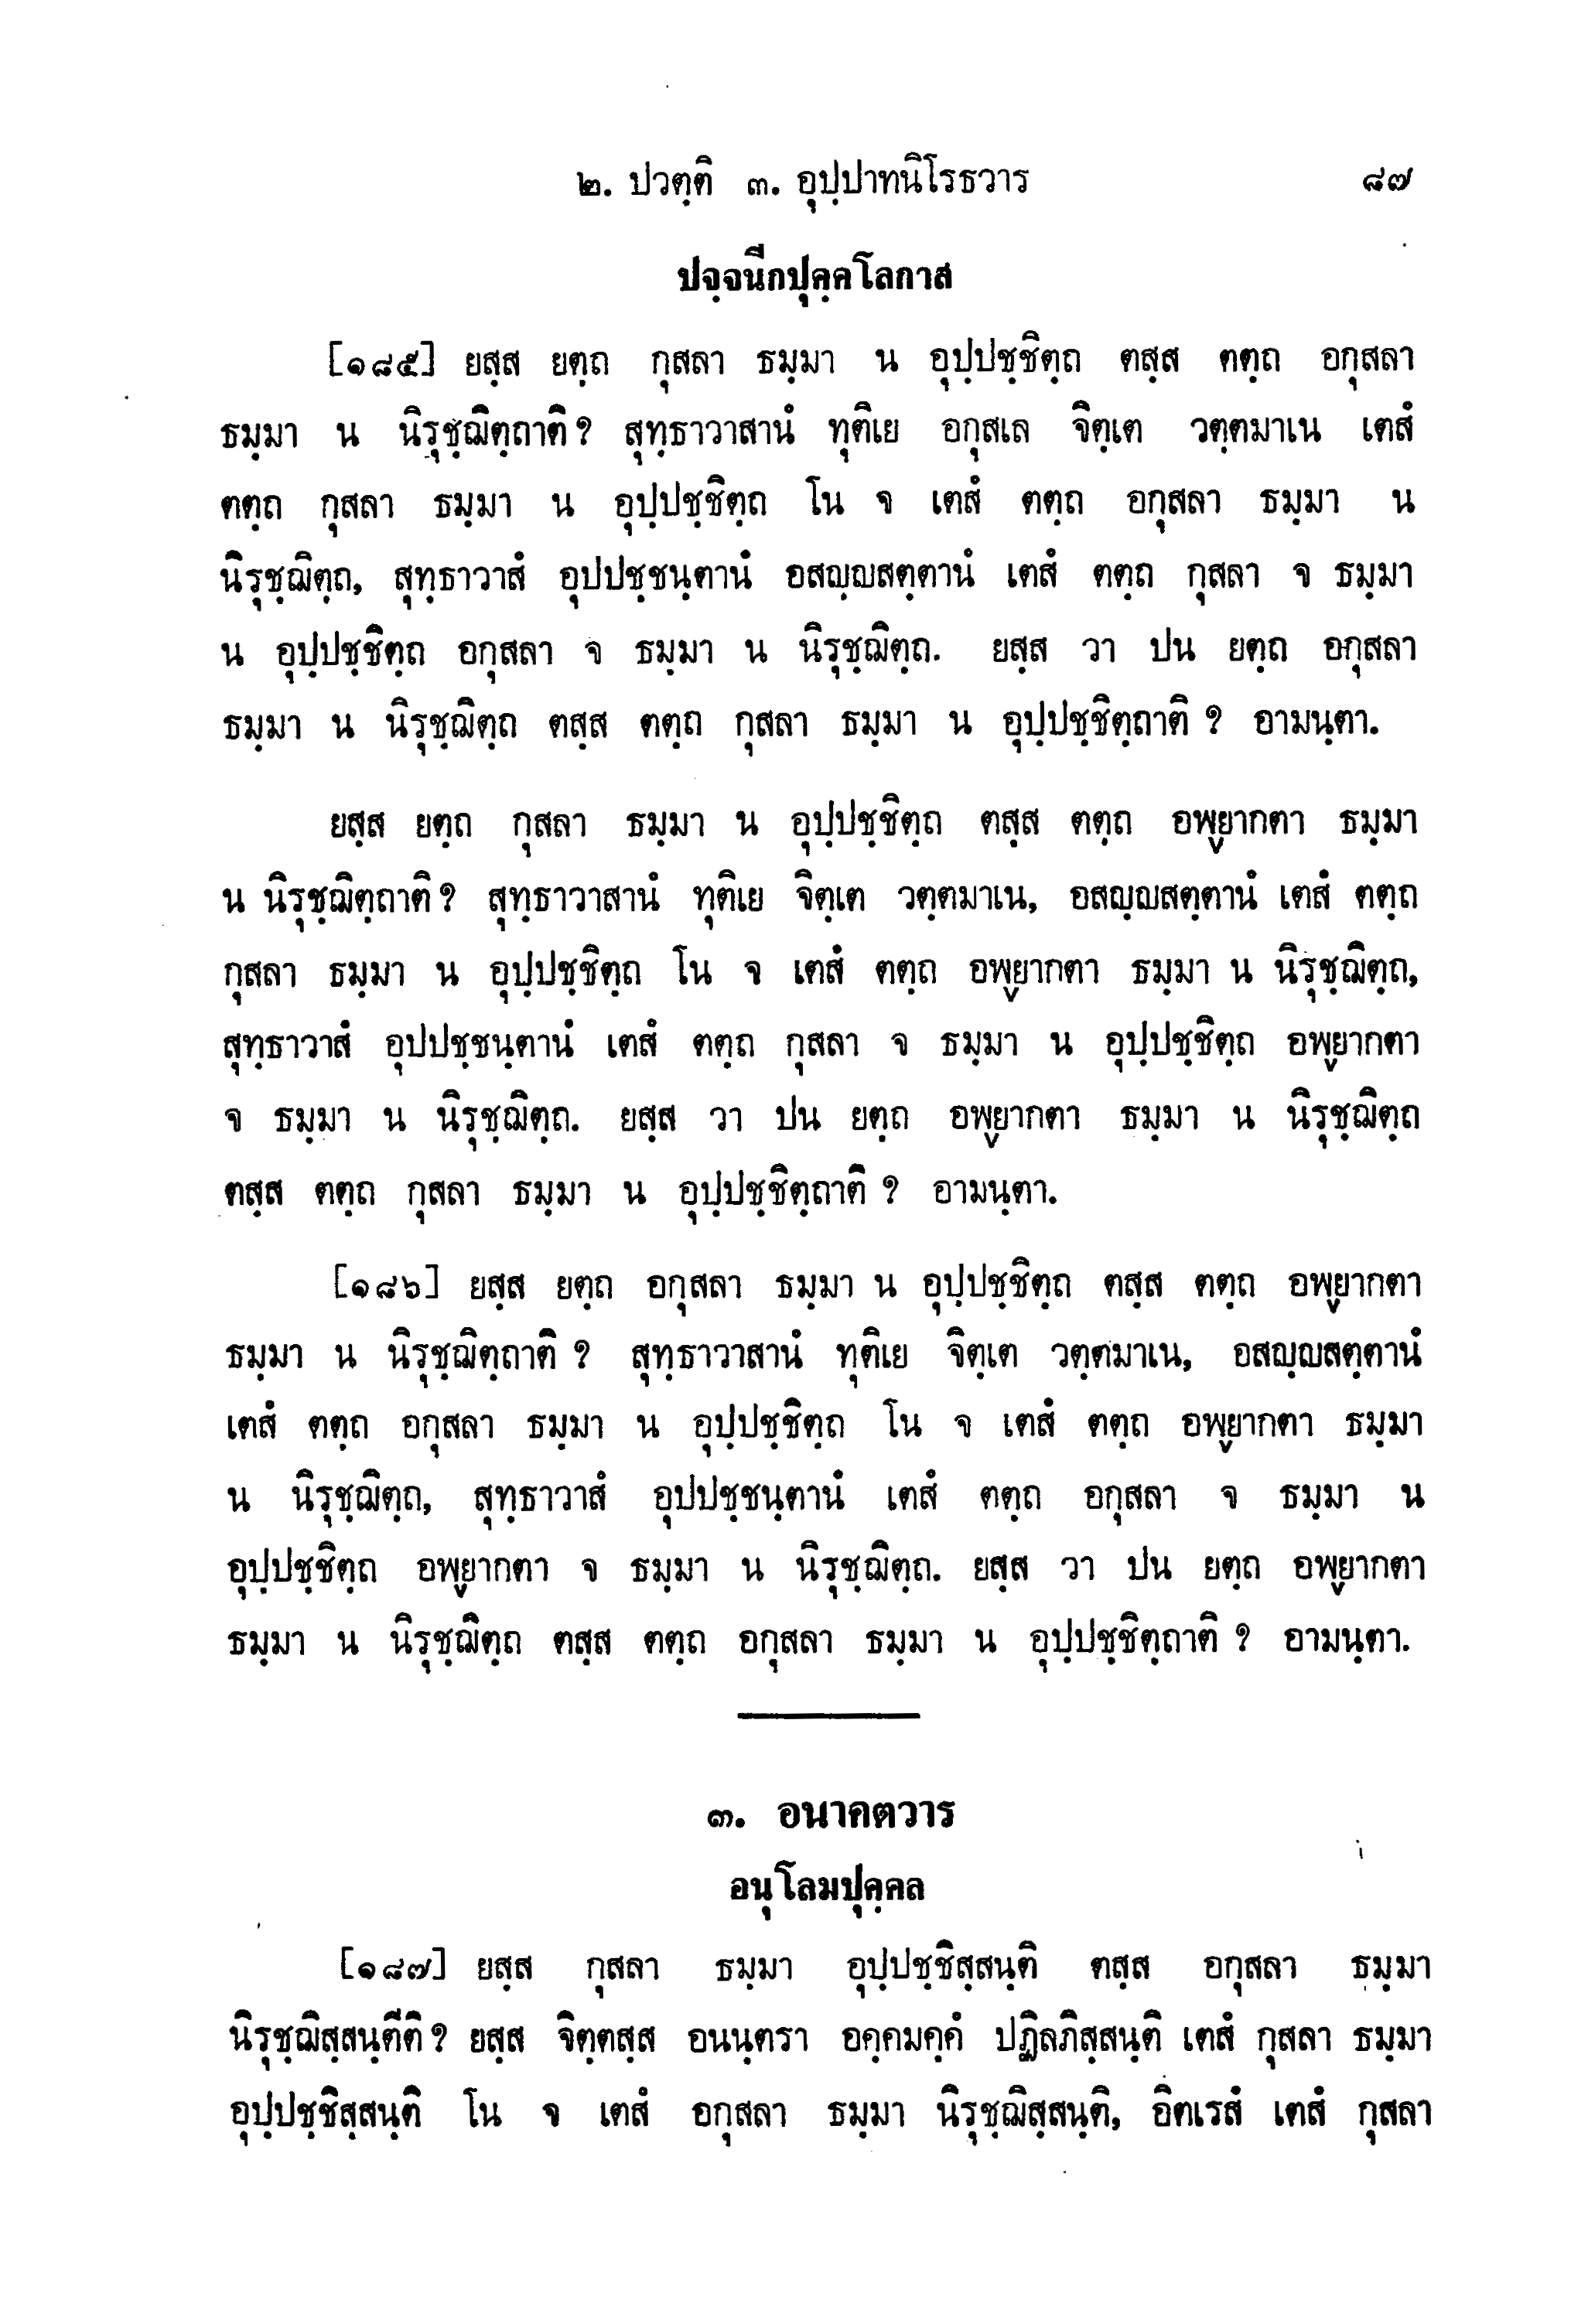 ๒. ปวตฺติ ๓. อุปฺปาทนิโรธวาร ๘๗
ปจฺจนีกปุคฺคโลกาส
[๑๘๕] ยสฺส ยตฺถ กุสลา ธมฺมา น อุปฺปชฺชิตฺถ ตสฺส ตตฺถ อกุสลา
ธมฺมา น นิรุชฺฌิตฺถาติ? สุทฺธาวาสานํ ทุติเย อกุสเล จิตฺเต วตฺตมาเน เตสํ
ตตฺถ กุสลา ธมฺมา น อุปฺปชฺชิตฺถ โน จ เตสํ ตตฺถ อกุสลา ธมฺมา น
นิรุชฺฌิตฺถ, สุทฺธาวาสํ อุปปชฺชนฺตานํ อสญฺญสตฺตานํ เตสํ ตตฺถ กุสลา จ ธมฺมา
น อุปฺปชฺชิตฺถ อกุสลา จ ธมฺมา น นิรุชฺฌิตฺถ. ยสฺส วา ปน ยตฺถ อกุสลา
ธมฺมา น นิรุชฺฌิตฺถ ตสฺส ตตฺถ กุสลา ธมฺมา น อุปฺปชฺชิตฺถาติ ? อามนฺตา.
ยสฺส ยตฺถ กุสลา ธมฺมา น อุปฺปชฺชิตฺถ ตสฺส ตตฺถ อพฺยากตา ธมฺมา
น นิรุชฺฌิตฺถาติ? สุทฺธาวาสานํ ทุติเย จิตฺเต วตฺตมาเน, อสญฺญสตฺตานํ เตสํ ตตฺถ
กุสลา ธมฺมา น อุปฺปชฺชิตฺถ โน จ เตสํ ตตฺถ อพฺยากตา ธมฺมา น นิรุชฺฌิตฺถ,
สุทฺธาวาสํ อุปปชฺชนฺตานํ เตสํ ตตฺถ กุสลา จ ธมฺมา น อุปฺปชฺชิตฺถ อพฺยากตา
จ ธมฺมา น นิรุชฺฌิตฺถ. ยสฺส วา ปน ยตฺถ อพฺยากตา ธมฺมา น นิรุชฺฌิตฺถ
ตสฺส ตตฺถ กุสลา ธมฺมา น อุปฺปชฺชิตฺถาติ ? อามนฺตา.
[๑๘๖] ยสฺส ยตฺถ อกุสลา ธมฺมา น อุปฺปชฺชิตฺถ ตสฺส ตตฺถ อพฺยากตา
ธมฺมา น นิรุชฺฌิตฺถาติ ? สุทฺธาวาสานํ ทุติเย จิตฺเต วตฺตมาเน, อสญฺญสตฺตานํ
เตสํ ตตฺถ อกุสลา ธมฺมา น อุปฺปชฺชิตฺถ โน จ เตสํ ตตฺถ อพฺยากตา ธมฺมา
น นิรุชฺฌิตฺถ, สุทฺธาวาสํ อุปปชฺชนฺตานํ เตสํ ตตฺถ อกุสลา จ ธมฺมา น
อุปฺปชฺชิตฺถ อพฺยากตา จ ธมฺมา น นิรุชฺฌิตฺถ. ยสฺส วา ปน ยตฺถ อพฺยากตา
ธมฺมา น นิรุชฺฌิตฺถ ตสฺส ตตฺถ อกุสลา ธมฺมา น อุปฺปชฺชิตฺถาติ ? อามนฺตา.
๓. อนาคตวาร
อนุโลมปุคฺคล
[๑๘๗] ยสฺส กุสลา ธมฺมา อุปฺปชฺชิสฺสนฺติ ตสฺส อกุสลา ธมฺมา
นิรุชฺฌิสฺสนฺตีติ? ยสฺส จิตฺตสฺส อนนฺตรา อคฺคมคฺคํ ปฏิลภิสฺสนฺติ เตสํ กุสลา ธมฺมา
อุปฺปชฺชิสฺสนฺติ โน จ เตสํ อกุสลา ธมฺมา นิรุชฺฌิสฺสนฺติ, อิตเรสํ เตสํ กุสลา